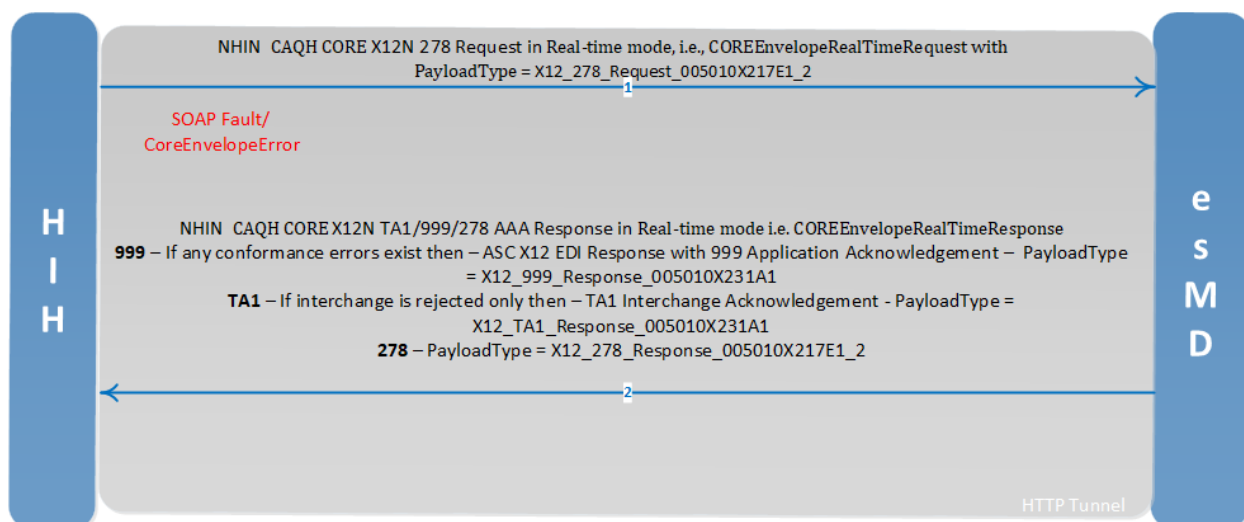 NHIN CAQH CORE X12N 278 Request in Real-time mode, i.e., COREEnvelopeRealTimeRequest with
PayloadType = X12_278_Request_005010X217E1_2
1
SOAP Fault/
CoreEnvelopeError
HIH
esMD
NHIN CAQH CORE X12N TA1/999/278 AAA Response in Real-time mode i.e. COREEnvelopeRealTimeResponse
999 – If any conformance errors exist then – ASC X12 EDI Response with 999 Application Acknowledgement – PayloadType
= X12_999_Response_005010X231A1
TA1 – If interchange is rejected only then – TA1 Interchange Acknowledgement - PayloadType =
X12_TA1_Response_005010X231A1
278 – PayloadType = X12_278_Response_005010X217E1_2
2
HTTP Tunnel